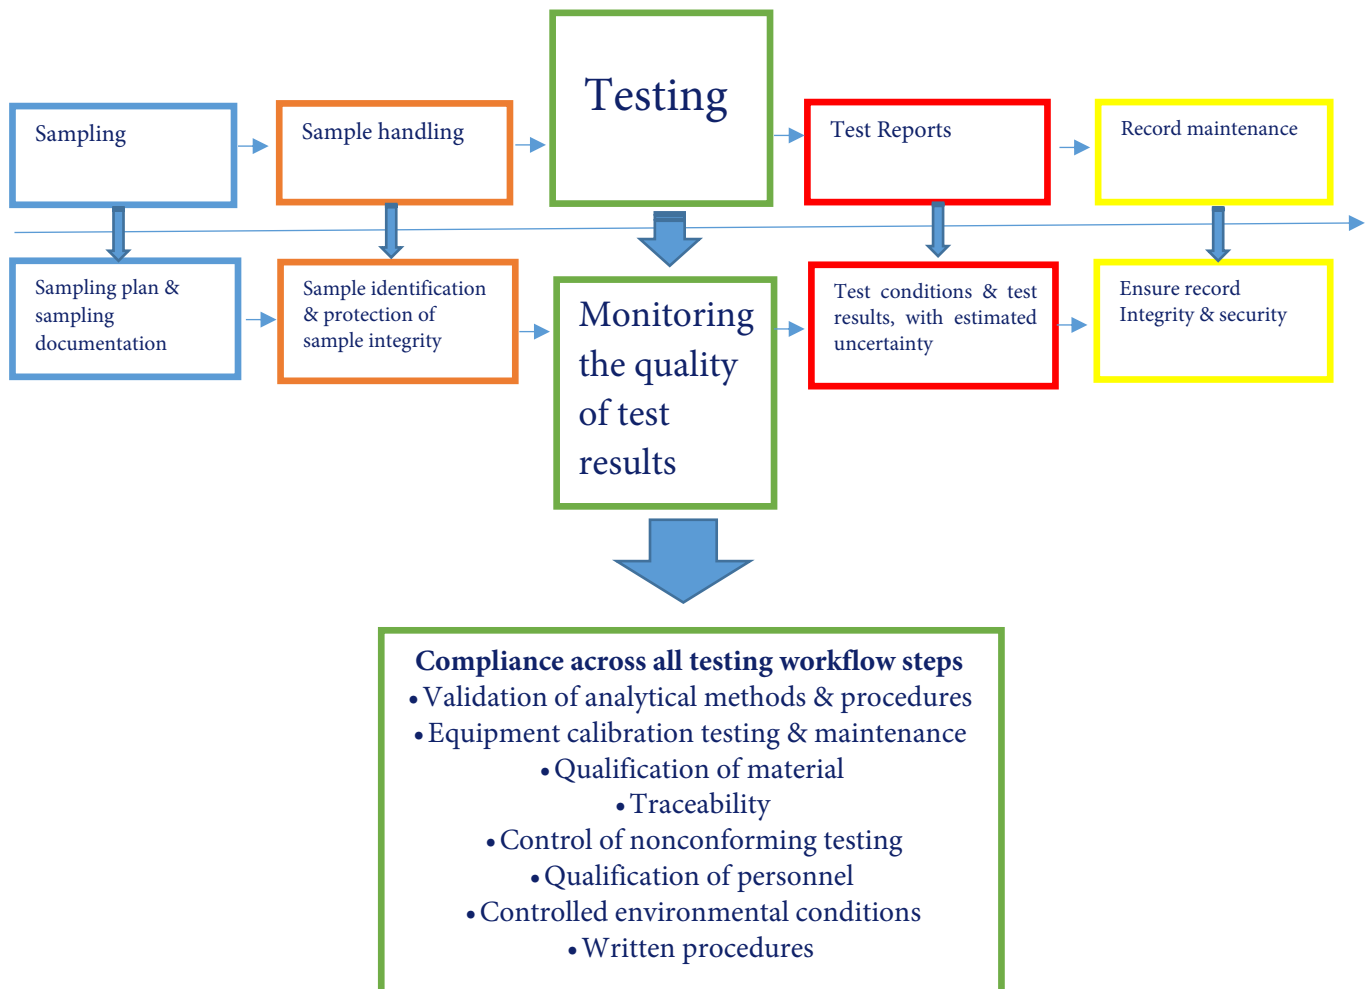 Sampling
Sample handling
Testing
Test Reports
Record maintenance
Sampling plan &
sampling
documentation
Sample identification
& protection of
sample integrity
Monitoring
the quality
of test
results
Test conditions & test
results, with estimated
uncertainty
Ensure record
Integrity & security
Compliance across all testing workflow steps
• Validation of analytical methods & procedures
• Equipment calibration testing & maintenance
• Qualification of material
• Traceability
• Control of nonconforming testing
• Qualification of personnel
• Controlled environmental conditions
• Written procedures